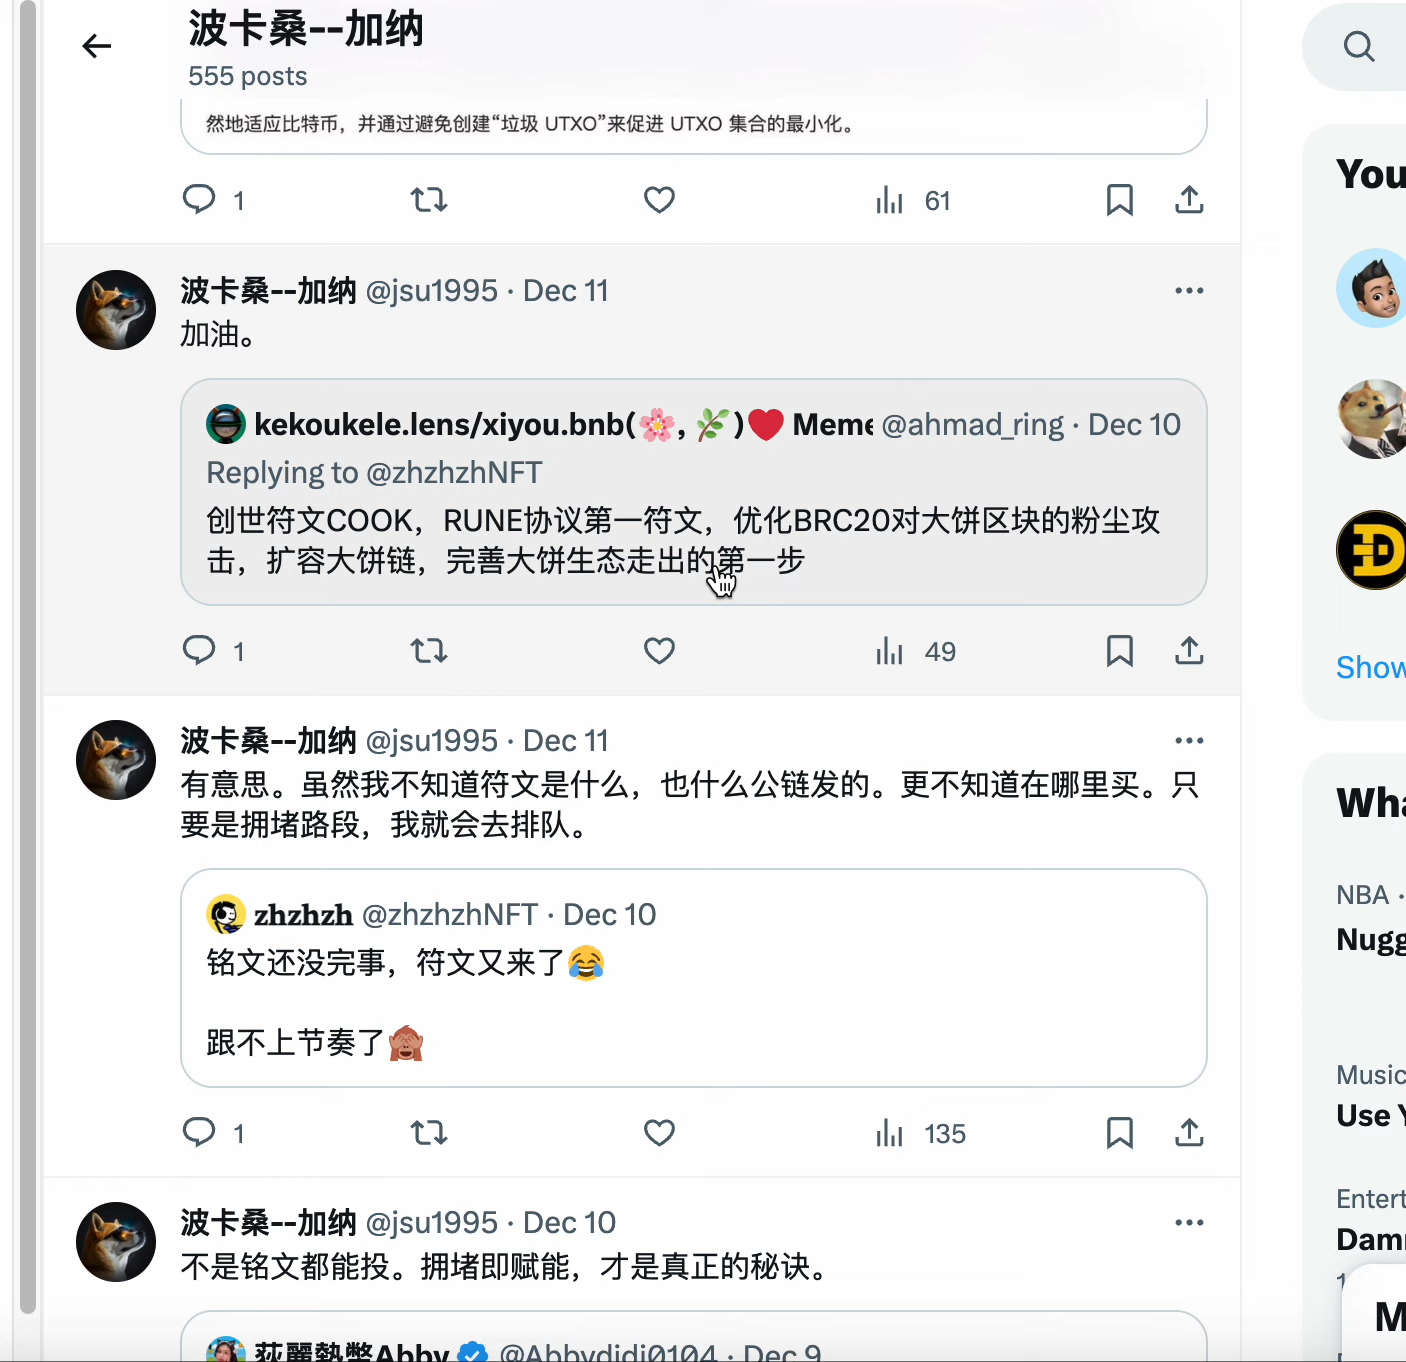 波卡桑--加纳
555 posts
然地适应比特币，并通过避免创建“垃圾 UTXO”来促进 UTXO 集合的最小化。
1
61
波卡桑--加纳 @jsu1995 · Dec 11
加油。
kekoukele.lens/xiyou.bnb(🌸, 🌿)❤️ Meme @ahmad_ring · Dec 10
Replying to @zhzhzhNFT
创世符文COOK，RUNE协议第一符文，优化BRC20对大饼区块的粉尘攻
击，扩容大饼链，完善大饼生态走出的第一步
1
49
波卡桑--加纳 @jsu1995 · Dec 11
有意思。虽然我不知道符文是什么，也什么公链发的。更不知道在哪里买。只
要是拥堵路段，我就会去排队。
zhzhzh @zhzhzhNFT · Dec 10
铭文还没完事，符文又来了😂
跟不上节奏了🙈
1
135
波卡桑--加纳 @jsu1995 · Dec 10
不是铭文都能投。拥堵即赋能，才是真正的秘诀。
荻麗熱幣Abby @Abbydidi0104 · Dec 9
You
Show
Wha
NBA ·
Nugg
Music
Use Y
Entert
Damn
M